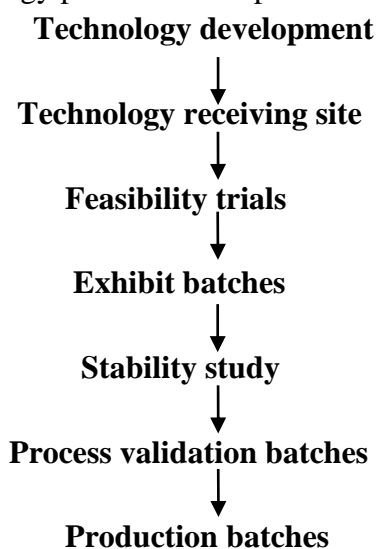 Technology development
Technology receiving site
Feasibility trials
Exhibit batches
Stability study
Process validation batches
Production batches